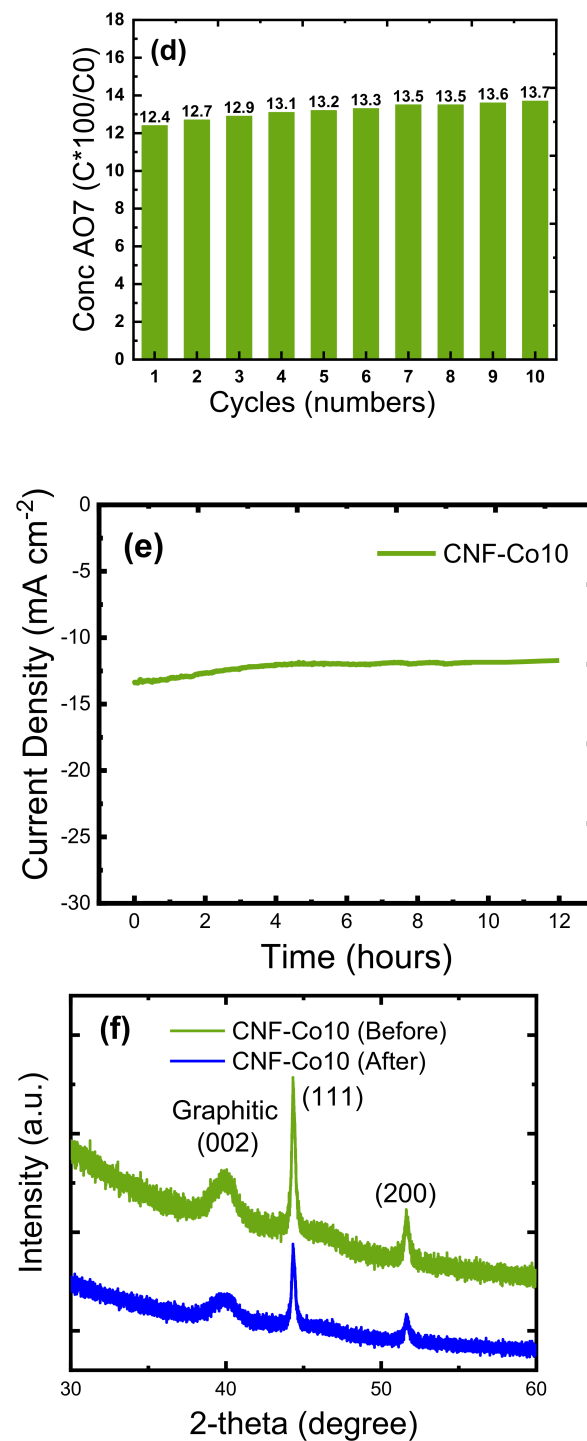 (d)
Conc AO7 (C*100/C0)
18
16
14
12
10
8
6
4
2
0
12.4 12.7 12.9 13.1 13.2 13.3 13.5 13.5 13.6 13.7
1 2 3 4 5 6 7 8 9 10
Cycles (numbers)
(e)
CNF-Co10
Current Density (mA cm⁻²)
0
-5
-10
-15
-20
-25
-30
0 2 4 6 8 10 12
Time (hours)
(f)
CNF-Co10 (Before)
CNF-Co10 (After)
Graphitic
(002)
(111)
(200)
Intensity (a.u.)
30 40 50 60
2-theta (degree)